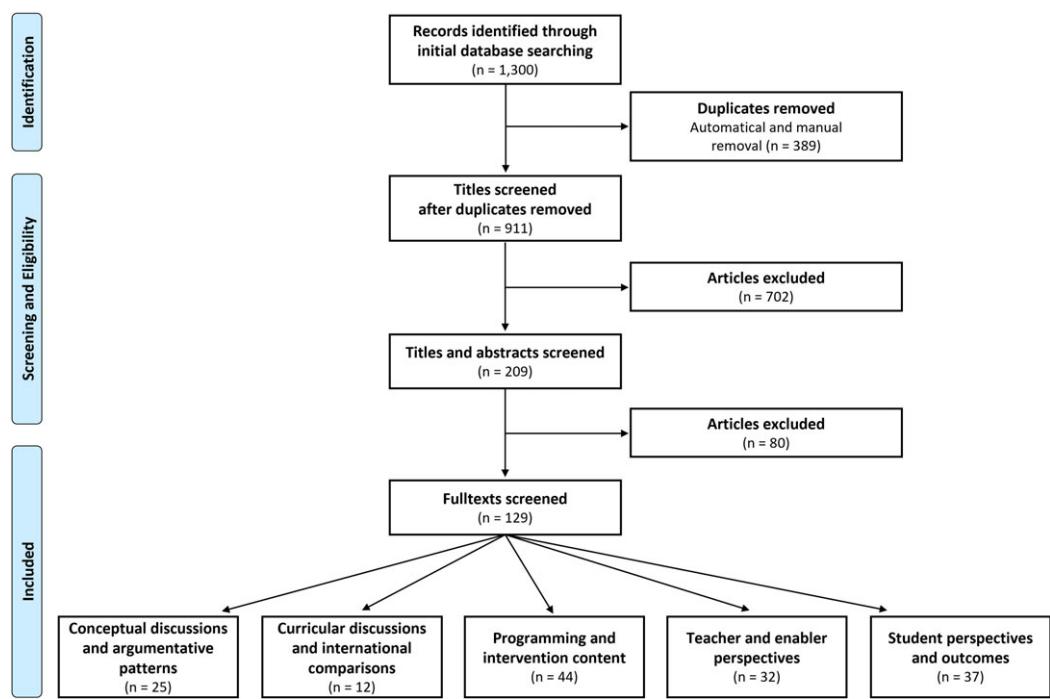 Identification
Records identified through
initial database searching
(n = 1,300)
Duplicates removed
Automatical and manual
removal (n = 389)
Screening and Eligibility
Titles screened
after duplicates removed
(n = 911)
Articles excluded
(n = 702)
Titles and abstracts screened
(n = 209)
Articles excluded
(n = 80)
Included
Fulltexts screened
(n = 129)
Conceptual discussions
and argumentative
patterns
(n = 25)
Curricular discussions
and international
comparisons
(n = 12)
Programming and
intervention content
(n = 44)
Teacher and enabler
perspectives
(n = 32)
Student perspectives
and outcomes
(n = 37)